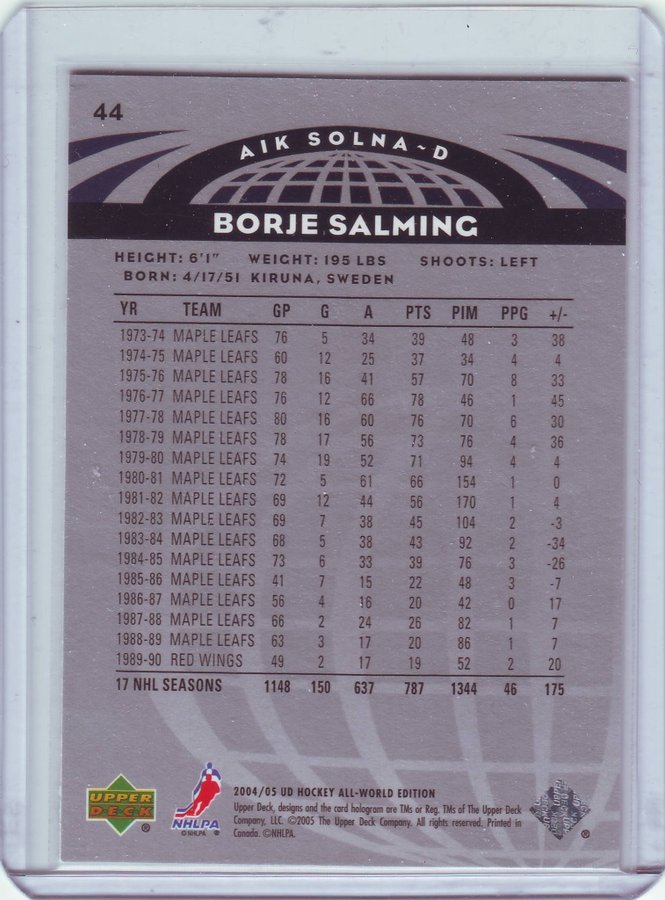 44
AIK SOLNA ~ D
BORJE SALMING
HEIGHT: 6'1" WEIGHT: 195 LBS SHOOTS: LEFT
BORN: 4/17/51 KIRUNA, SWEDEN
YR TEAM GP G A PTS PIM PPG +/-
1973-74 MAPLE LEAFS 76 5 34 39 48 3 38
1974-75 MAPLE LEAFS 60 12 25 37 34 4 4
1975-76 MAPLE LEAFS 78 16 41 57 70 8 33
1976-77 MAPLE LEAFS 76 12 66 78 46 1 45
1977-78 MAPLE LEAFS 80 16 60 76 70 6 30
1978-79 MAPLE LEAFS 78 17 56 73 76 4 36
1979-80 MAPLE LEAFS 74 19 52 71 94 4 4
1980-81 MAPLE LEAFS 72 5 61 66 154 1 0
1981-82 MAPLE LEAFS 69 12 44 56 170 1 4
1982-83 MAPLE LEAFS 69 7 38 45 104 2 -3
1983-84 MAPLE LEAFS 68 5 38 43 92 2 -34
1984-85 MAPLE LEAFS 73 6 33 39 76 3 -26
1985-86 MAPLE LEAFS 41 7 15 22 48 3 -7
1986-87 MAPLE LEAFS 56 4 16 20 42 0 17
1987-88 MAPLE LEAFS 66 2 24 26 82 1 7
1988-89 MAPLE LEAFS 63 3 17 20 86 1 7
1989-90 RED WINGS 49 2 17 19 52 2 20
17 NHL SEASONS 1148 150 637 787 1344 46 175
UPPER DECK ®
NHLPA
©NHLPA ®
2004/05 UD HOCKEY ALL-WORLD EDITION
Upper Deck, designs and the card hologram are TMs or Reg. TMs of The Upper Deck
Company, LLC. ©2005 The Upper Deck Company. All rights reserved. Printed in
Canada. ©NHLPA.
®